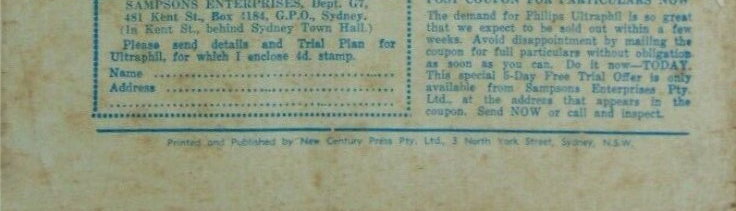 SAMPSONS ENTERPRISES, Dept. G7,
481 Kent St., Box 4184, G.P.O., Sydney.
(In Kent St., behind Sydney Town Hall.)
Please send details and Trial Plan for
Ultraphil, for which I enclose 4d. stamp.
Name
Address
POST COUPON FOR PARTICULARS NOW
The demand for Philips Ultraphil is so great
that we expect to be sold out within a few
weeks. Avoid disappointment by mailing the
coupon for full particulars without obligation
as soon as you can. Do it now—TODAY.
This special 5-Day Free Trial Offer is only
available from Sampsons Enterprises Pty.
Ltd., at the address that appears in the
coupon. Send NOW or call and inspect.
Printed and Published by New Century Press Pty. Ltd., 3 North York Street, Sydney, N.S.W.